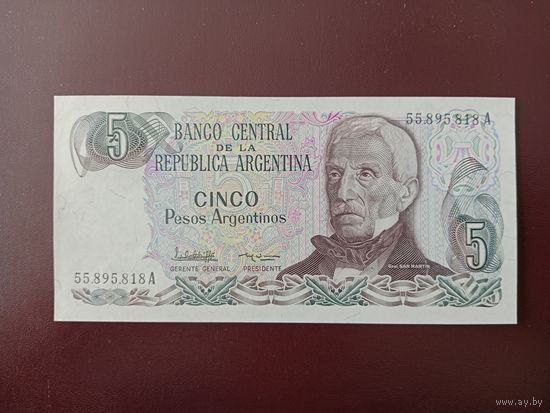 5
BANCO CENTRAL
DE LA
REPUBLICA ARGENTINA
CINCO
Pesos Argentinos
GERENTE GENERAL PRESIDENTE
55.895.818 A
55.895.818 A
Gral. SAN MARTIN
5
www.ay.by